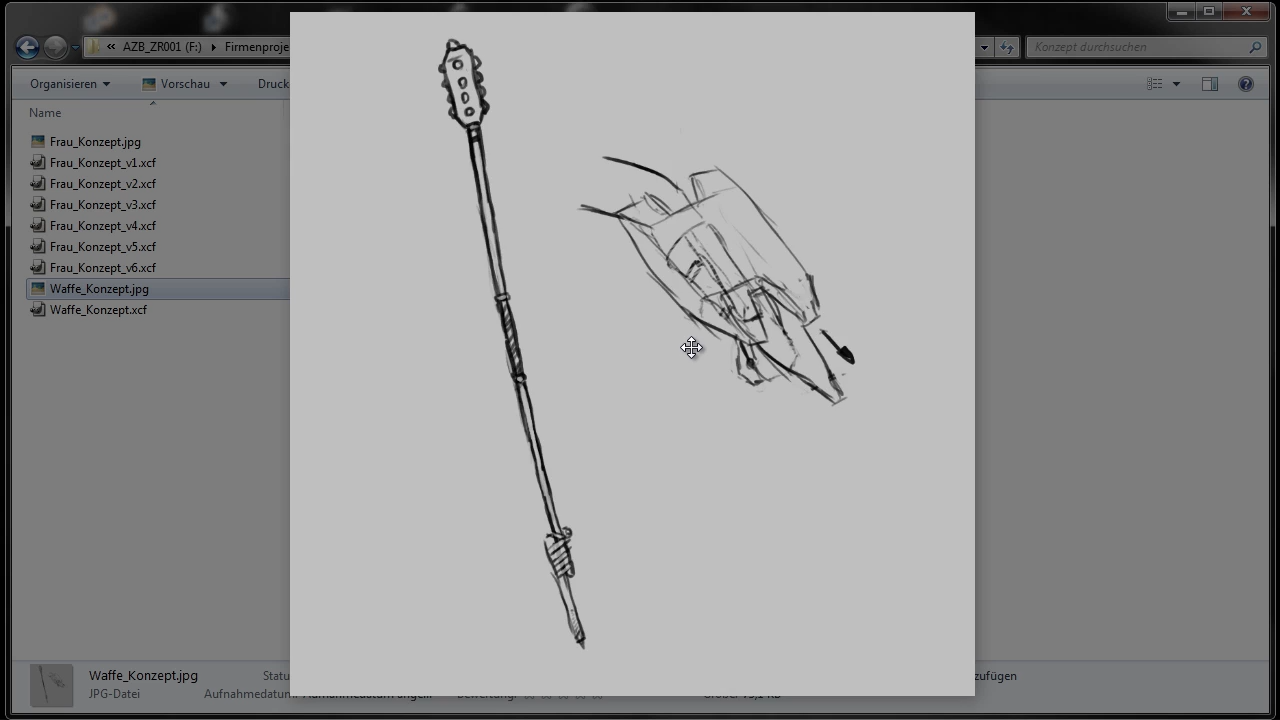 « AZB_ZR001 (F:) ▸ Firmenproje
Konzept durchsuchen
Organisieren Vorschau Druck
Name
Frau_Konzept.jpg
Frau_Konzept_v1.xcf
Frau_Konzept_v2.xcf
Frau_Konzept_v3.xcf
Frau_Konzept_v4.xcf
Frau_Konzept_v5.xcf
Frau_Konzept_v6.xcf
Waffe_Konzept.jpg
Waffe_Konzept.xcf
Waffe_Konzept.jpg Statu zufügen
JPG-Datei Aufnahmedatum: